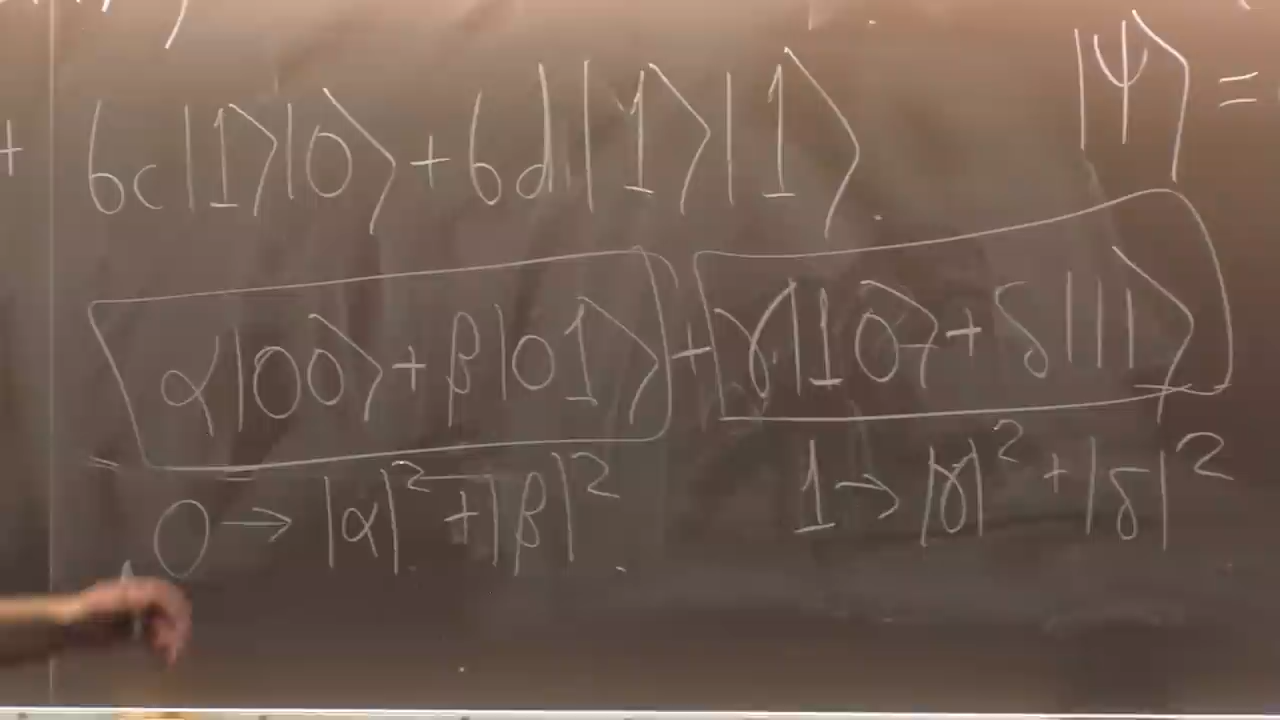 + bc|1⟩|0⟩ + bd|1⟩|1⟩
|ψ⟩ =
α|00⟩ + β|01⟩ + γ|10⟩ + δ|11⟩
0 → |α|² + |β|²
1 → |γ|² + |δ|²